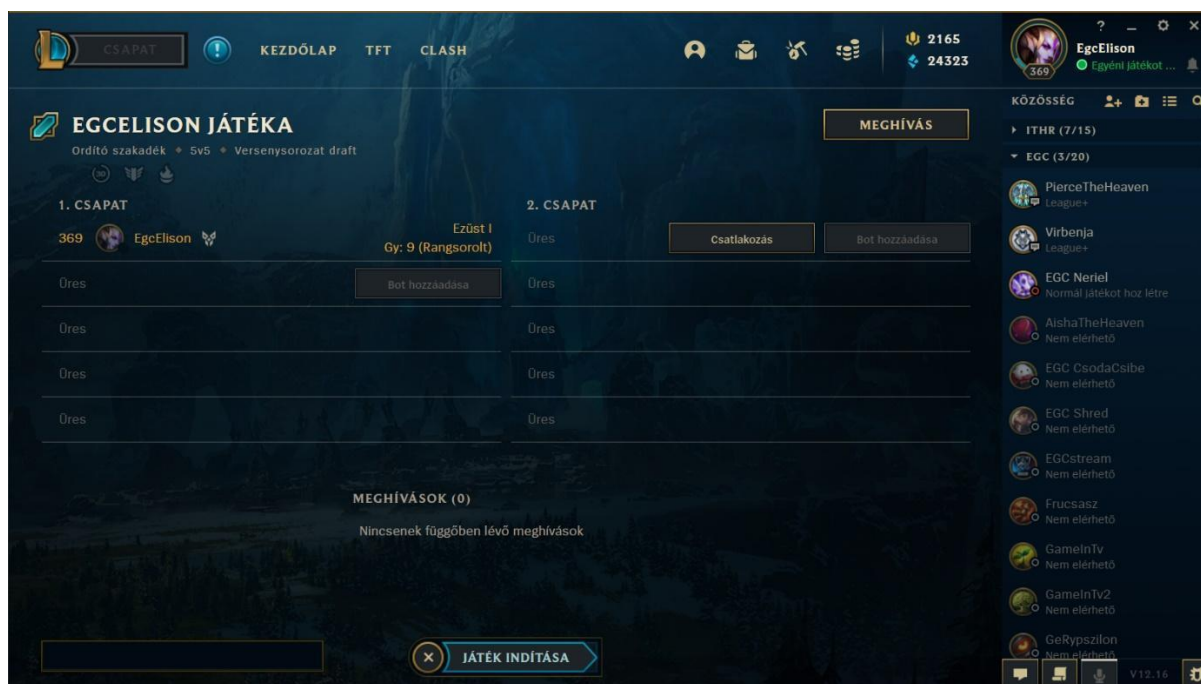 CSAPAT
KEZDŐLAP TFT CLASH
2165
24323
?
369
EgcElison
Egyéni játékot ...
EGCELISON JÁTÉKA
Ordító szakadék • 5v5 • Versenysorozat draft
30
MEGHÍVÁS
1. CSAPAT
369 EgcElison Ezüst I
Gy: 9 (Rangsorolt)
Üres Bot hozzáadása
Üres
Üres
Üres
2. CSAPAT
Üres Csatlakozás Bot hozzáadása
Üres
Üres
Üres
Üres
MEGHÍVÁSOK (0)
Nincsenek függőben lévő meghívások
JÁTÉK INDÍTÁSA
KÖZÖSSÉG
ITHR (7/15)
EGC (3/20)
PierceTheHeaven
League+
Virbenja
League+
EGC Neriel
Normál játékot hoz létre
AishaTheHeaven
Nem elérhető
EGC CsodaCsibe
Nem elérhető
EGC Shred
Nem elérhető
EGCstream
Nem elérhető
Frucsasz
Nem elérhető
GameInTv
Nem elérhető
GameInTv2
Nem elérhető
GeRypszilon
Nem elérhető
V12.16